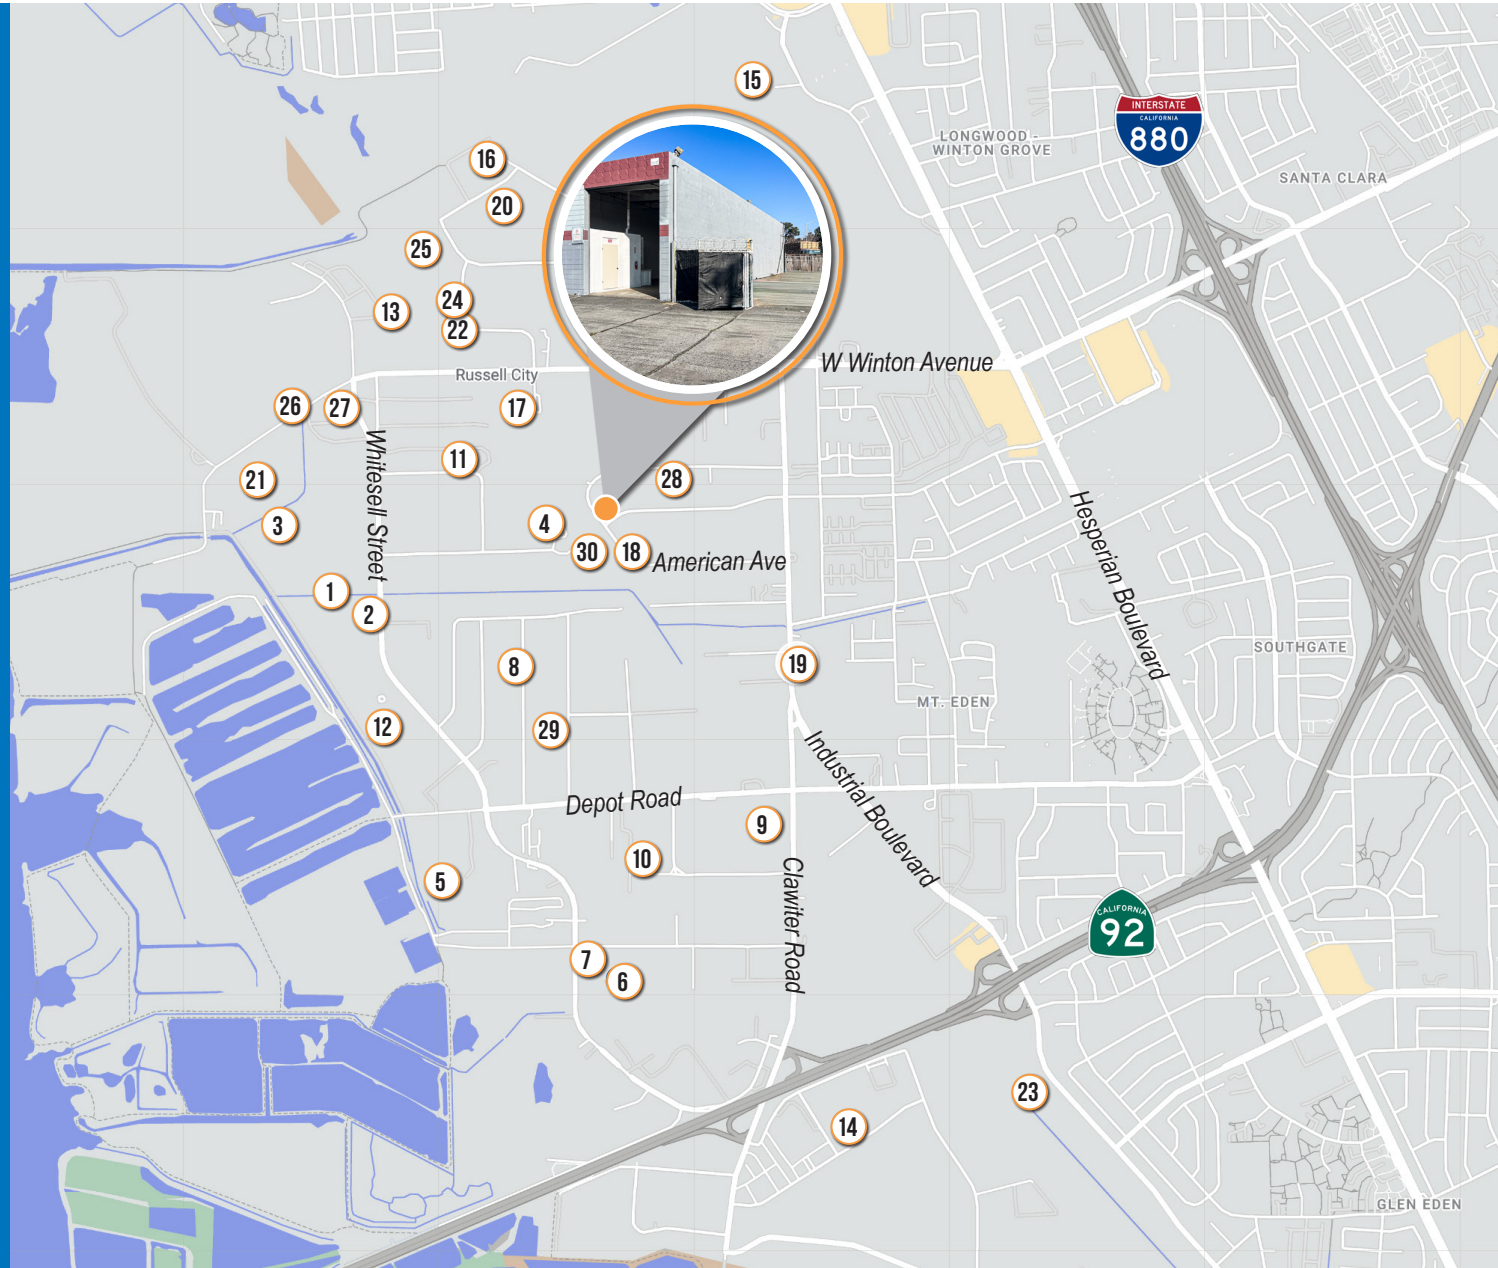 15
INTERSTATE
CALIFORNIA
880
LONGWOOD -
WINTON GROVE
16
SANTA CLARA
20
25
24
13
22
W Winton Avenue
Russell City
26
27
17
Whitesell Street
11
21
28
3
4
Hesperian Boulevard
30
18
American Ave
1
2
8
19
SOUTHGATE
MT. EDEN
12
29
Industrial Boulevard
Depot Road
9
10
Clawiter Road
5
CALIFORNIA
92
7
6
23
14
GLEN EDEN